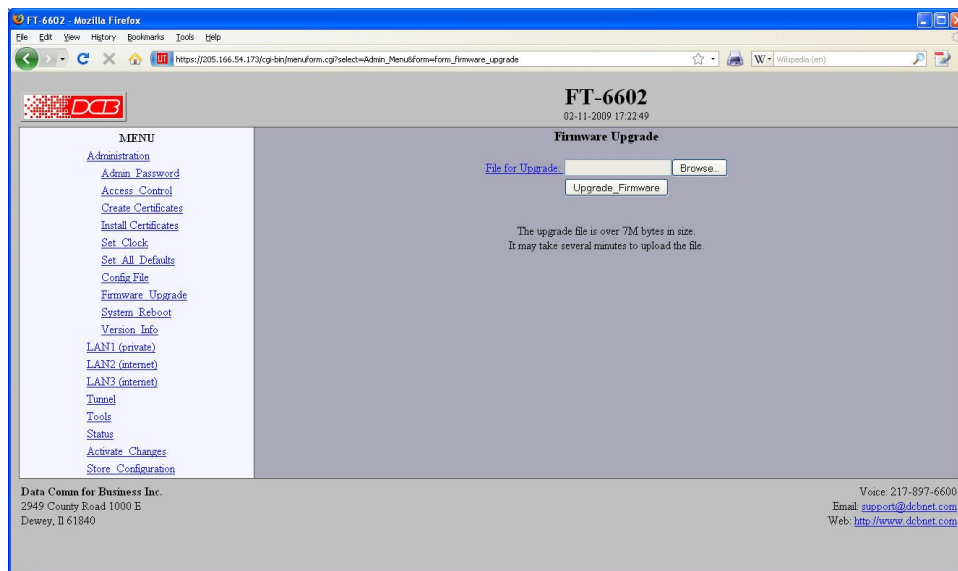 FT-6602 - Mozilla Firefox
File Edit View History Bookmarks Tools Help
https://205.166.54.173/cgi-bin/menuform.cgi?select=Admin_Menu&form=form_firmware_upgrade
W Wikipedia (en)
DCB
FT-6602
02-11-2009 17:22:49
MENU
Administration
Admin Password
Access Control
Create Certificates
Install Certificates
Set Clock
Set All Defaults
Config File
Firmware Upgrade
System Reboot
Version Info
LAN1 (private)
LAN2 (internet)
LAN3 (internet)
Tunnel
Tools
Status
Activate Changes
Store Configuration
Firmware Upgrade
File for Upgrade: Browse...
Upgrade_Firmware
The upgrade file is over 7M bytes in size.
It may take several minutes to upload the file.
Data Comm for Business Inc.
2949 County Road 1000 E
Dewey, Il 61840
Voice: 217-897-6600
Email: support@dcbnet.com
Web: http://www.dcbnet.com